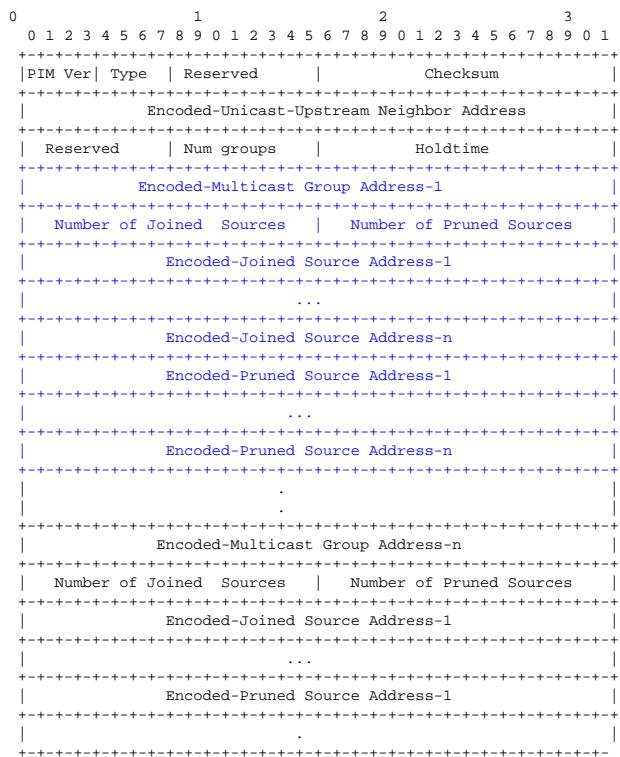 0                   1                   2                   3
 0 1 2 3 4 5 6 7 8 9 0 1 2 3 4 5 6 7 8 9 0 1 2 3 4 5 6 7 8 9 0 1
+-+-+-+-+-+-+-+-+-+-+-+-+-+-+-+-+-+-+-+-+-+-+-+-+-+-+-+-+-+-+-+-+
|PIM Ver| Type  | Reserved      |           Checksum            |
+-+-+-+-+-+-+-+-+-+-+-+-+-+-+-+-+-+-+-+-+-+-+-+-+-+-+-+-+-+-+-+-+
|             Encoded-Unicast-Upstream Neighbor Address         |
+-+-+-+-+-+-+-+-+-+-+-+-+-+-+-+-+-+-+-+-+-+-+-+-+-+-+-+-+-+-+-+-+
|  Reserved     | Num groups    |          Holdtime             |
+-+-+-+-+-+-+-+-+-+-+-+-+-+-+-+-+-+-+-+-+-+-+-+-+-+-+-+-+-+-+-+-+
|            Encoded-Multicast Group Address-1                  |
+-+-+-+-+-+-+-+-+-+-+-+-+-+-+-+-+-+-+-+-+-+-+-+-+-+-+-+-+-+-+-+-+
|   Number of Joined  Sources   |   Number of Pruned Sources    |
+-+-+-+-+-+-+-+-+-+-+-+-+-+-+-+-+-+-+-+-+-+-+-+-+-+-+-+-+-+-+-+-+
|               Encoded-Joined Source Address-1                 |
+-+-+-+-+-+-+-+-+-+-+-+-+-+-+-+-+-+-+-+-+-+-+-+-+-+-+-+-+-+-+-+-+
|                             ...                               |
+-+-+-+-+-+-+-+-+-+-+-+-+-+-+-+-+-+-+-+-+-+-+-+-+-+-+-+-+-+-+-+-+
|               Encoded-Joined Source Address-n                 |
+-+-+-+-+-+-+-+-+-+-+-+-+-+-+-+-+-+-+-+-+-+-+-+-+-+-+-+-+-+-+-+-+
|               Encoded-Pruned Source Address-1                 |
+-+-+-+-+-+-+-+-+-+-+-+-+-+-+-+-+-+-+-+-+-+-+-+-+-+-+-+-+-+-+-+-+
|                            ...                                |
+-+-+-+-+-+-+-+-+-+-+-+-+-+-+-+-+-+-+-+-+-+-+-+-+-+-+-+-+-+-+-+-+
|               Encoded-Pruned Source Address-n                 |
+-+-+-+-+-+-+-+-+-+-+-+-+-+-+-+-+-+-+-+-+-+-+-+-+-+-+-+-+-+-+-+-+
|                           .                                   |
|                           .                                   |
+-+-+-+-+-+-+-+-+-+-+-+-+-+-+-+-+-+-+-+-+-+-+-+-+-+-+-+-+-+-+-+-+
|              Encoded-Multicast Group Address-n                |
+-+-+-+-+-+-+-+-+-+-+-+-+-+-+-+-+-+-+-+-+-+-+-+-+-+-+-+-+-+-+-+-+
|   Number of Joined  Sources   |   Number of Pruned Sources    |
+-+-+-+-+-+-+-+-+-+-+-+-+-+-+-+-+-+-+-+-+-+-+-+-+-+-+-+-+-+-+-+-+
|               Encoded-Joined Source Address-1                 |
+-+-+-+-+-+-+-+-+-+-+-+-+-+-+-+-+-+-+-+-+-+-+-+-+-+-+-+-+-+-+-+-+
|                            ...                                |
+-+-+-+-+-+-+-+-+-+-+-+-+-+-+-+-+-+-+-+-+-+-+-+-+-+-+-+-+-+-+-+-+
|               Encoded-Pruned Source Address-1                 |
+-+-+-+-+-+-+-+-+-+-+-+-+-+-+-+-+-+-+-+-+-+-+-+-+-+-+-+-+-+-+-+-+
|                             .                                 |
+-+-+-+-+-+-+-+-+-+-+-+-+-+-+-+-+-+-+-+-+-+-+-+-+-+-+-+-+-+-+-+-